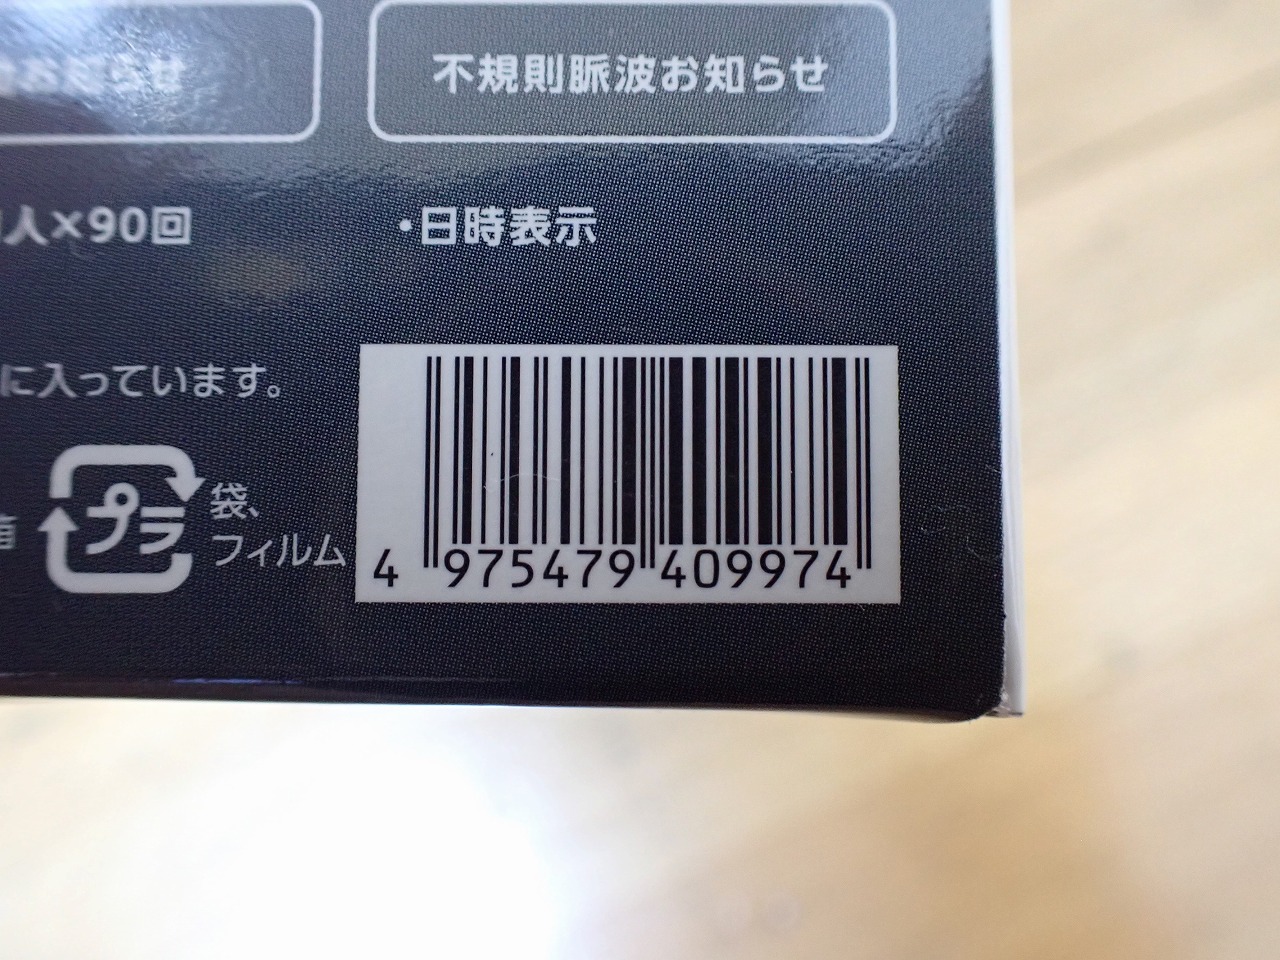 お知らせ
不規則脈波お知らせ
人×90回
・日時表示
に入っています。
プラ
袋、
フィルム
4 975479 409974